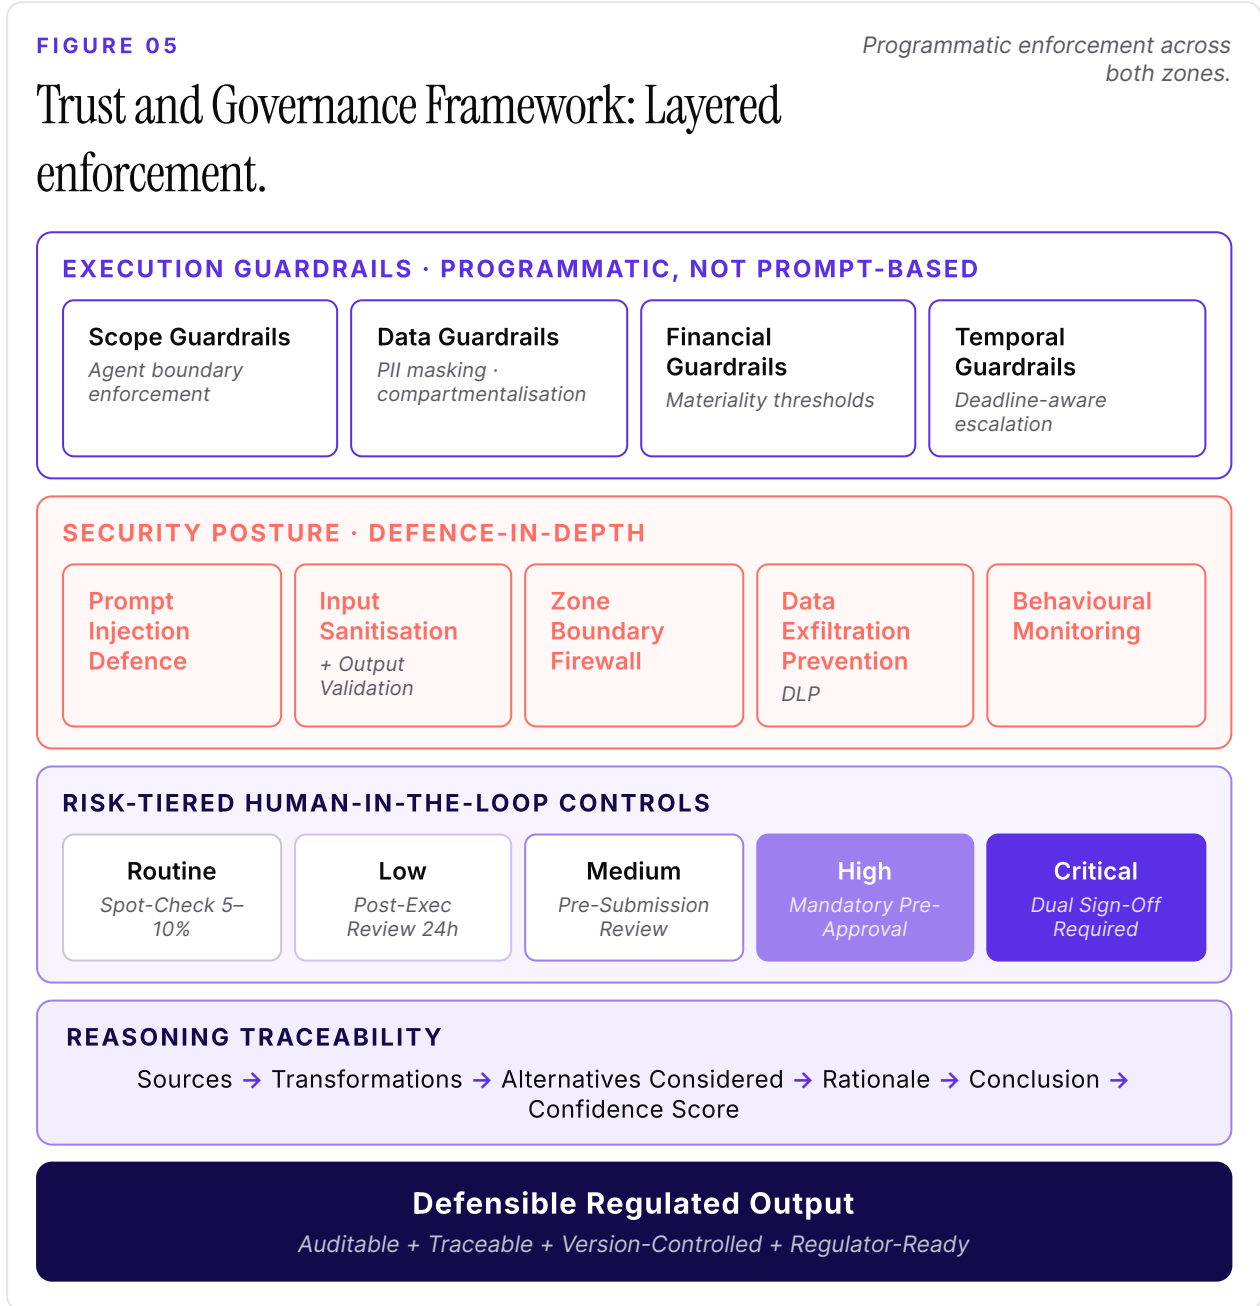 FIGURE 05
Programmatic enforcement across
both zones.
Trust and Governance Framework: Layered
enforcement.
EXECUTION GUARDRAILS · PROGRAMMATIC, NOT PROMPT-BASED
Scope Guardrails
Agent boundary
enforcement
Data Guardrails
PII masking ·
compartmentalisation
Financial
Guardrails
Materiality thresholds
Temporal
Guardrails
Deadline-aware
escalation
SECURITY POSTURE · DEFENCE-IN-DEPTH
Prompt
Injection
Defence
Input
Sanitisation
+ Output
Validation
Zone
Boundary
Firewall
Data
Exfiltration
Prevention
DLP
Behavioural
Monitoring
RISK-TIERED HUMAN-IN-THE-LOOP CONTROLS
Routine
Spot-Check 5–
10%
Low
Post-Exec
Review 24h
Medium
Pre-Submission
Review
High
Mandatory Pre-
Approval
Critical
Dual Sign-Off
Required
REASONING TRACEABILITY
Sources → Transformations → Alternatives Considered → Rationale → Conclusion →
Confidence Score
Defensible Regulated Output
Auditable + Traceable + Version-Controlled + Regulator-Ready